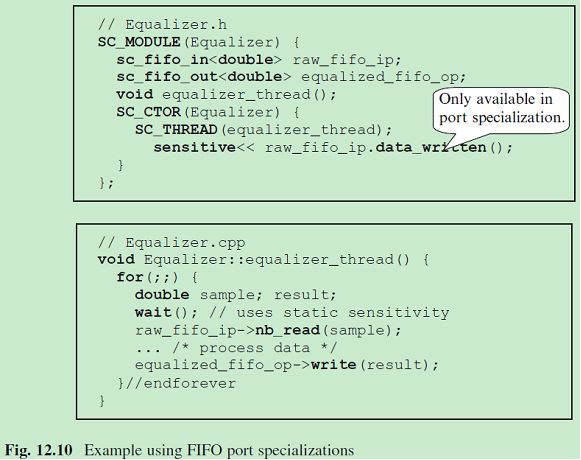 // Equalizer.h
SC_MODULE(Equalizer) {
sc_fifo_in<double> raw_fifo_ip;
sc_fifo_out<double> equalized_fifo_op;
void equalizer_thread();
SC_CTOR(Equalizer) {
SC_THREAD(equalizer_thread);
sensitive<< raw_fifo_ip.data_written();
}
};
Only available in
port specialization.
// Equalizer.cpp
void Equalizer::equalizer_thread() {
for(;;) {
double sample; result;
wait(); // uses static sensitivity
raw_fifo_ip->nb_read(sample);
... /* process data */
equalized_fifo_op->write(result);
}//endforever
}
Fig. 12.10 Example using FIFO port specializations